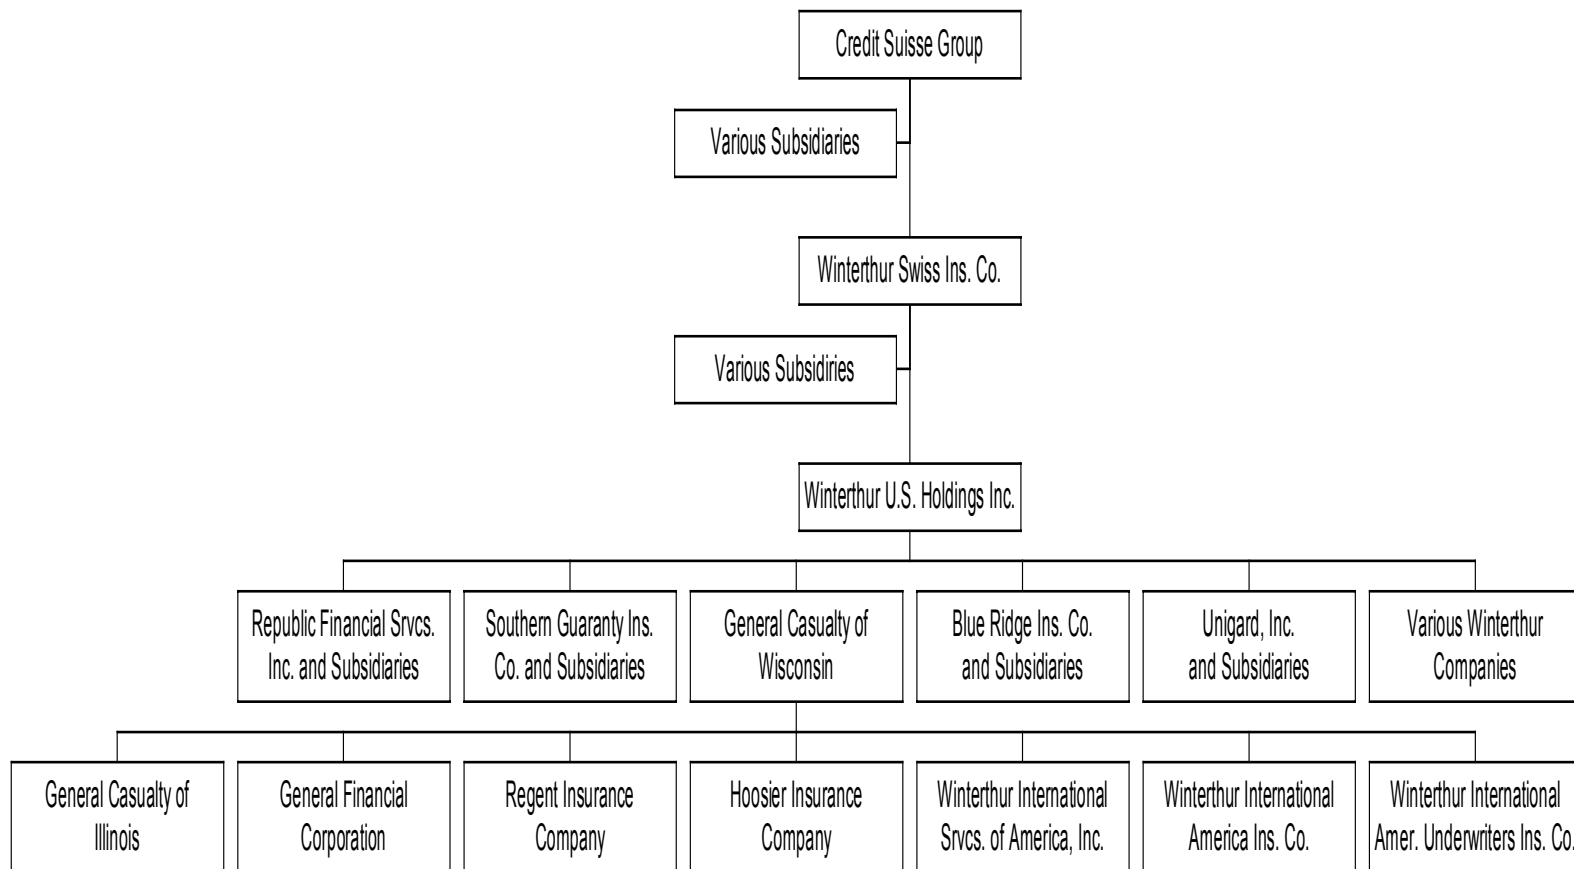 Credit Suisse Group
Various Subsidiaries
Winterthur Swiss Ins. Co.
Various Subsidiries
Winterthur U.S. Holdings Inc.
Republic Financial Srvcs.
Inc. and Subsidiaries
Southern Guaranty Ins.
Co. and Subsidiaries
General Casualty of
Wisconsin
Blue Ridge Ins. Co.
and Subsidiaries
Unigard, Inc.
and Subsidiaries
Various Winterthur
Companies
General Casualty of
Illinois
General Financial
Corporation
Regent Insurance
Company
Hoosier Insurance
Company
Winterthur International
Srvcs. of America, Inc.
Winterthur International
America Ins. Co.
Winterthur International
Amer. Underwriters Ins. Co.